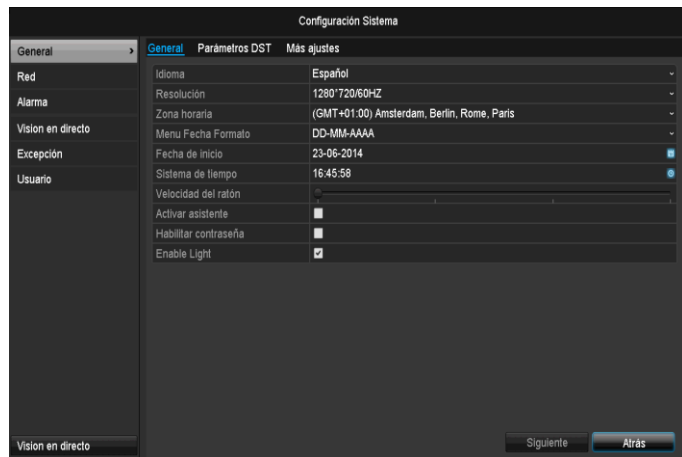 Configuración Sistema
General
Red
Alarma
Vision en directo
Excepción
Usuario
Vision en directo
General Parámetros DST Más ajustes
Idioma Español
Resolución 1280*720/60HZ
Zona horaria (GMT+01:00) Amsterdam, Berlin, Rome, Paris
Menu Fecha Formato DD-MM-AAAA
Fecha de inicio 23-06-2014
Sistema de tiempo 16:45:58
Velocidad del ratón
Activar asistente
Habilitar contraseña
Enable Light
Siguiente Atrás